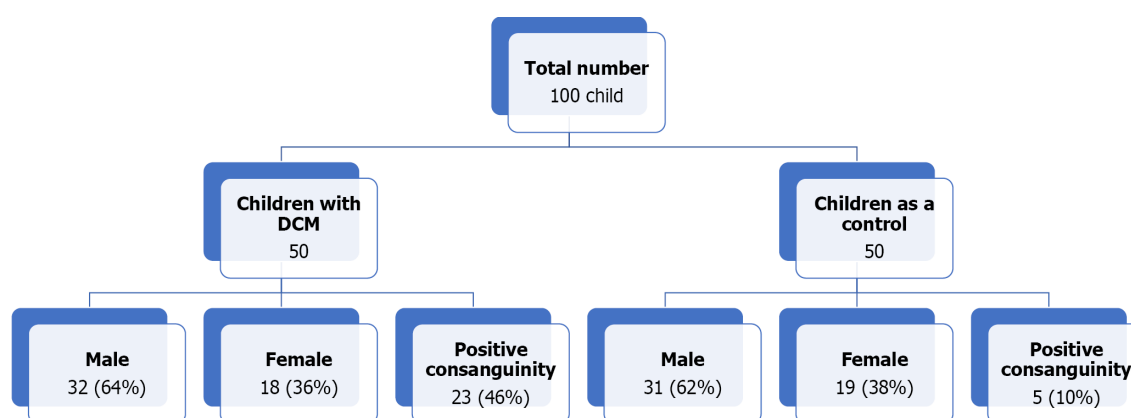 Total number
100 child
Children with
DCM
50
Children as a
control
50
Male
32 (64%)
Female
18 (36%)
Positive
consanguinity
23 (46%)
Male
31 (62%)
Female
19 (38%)
Positive
consanguinity
5 (10%)